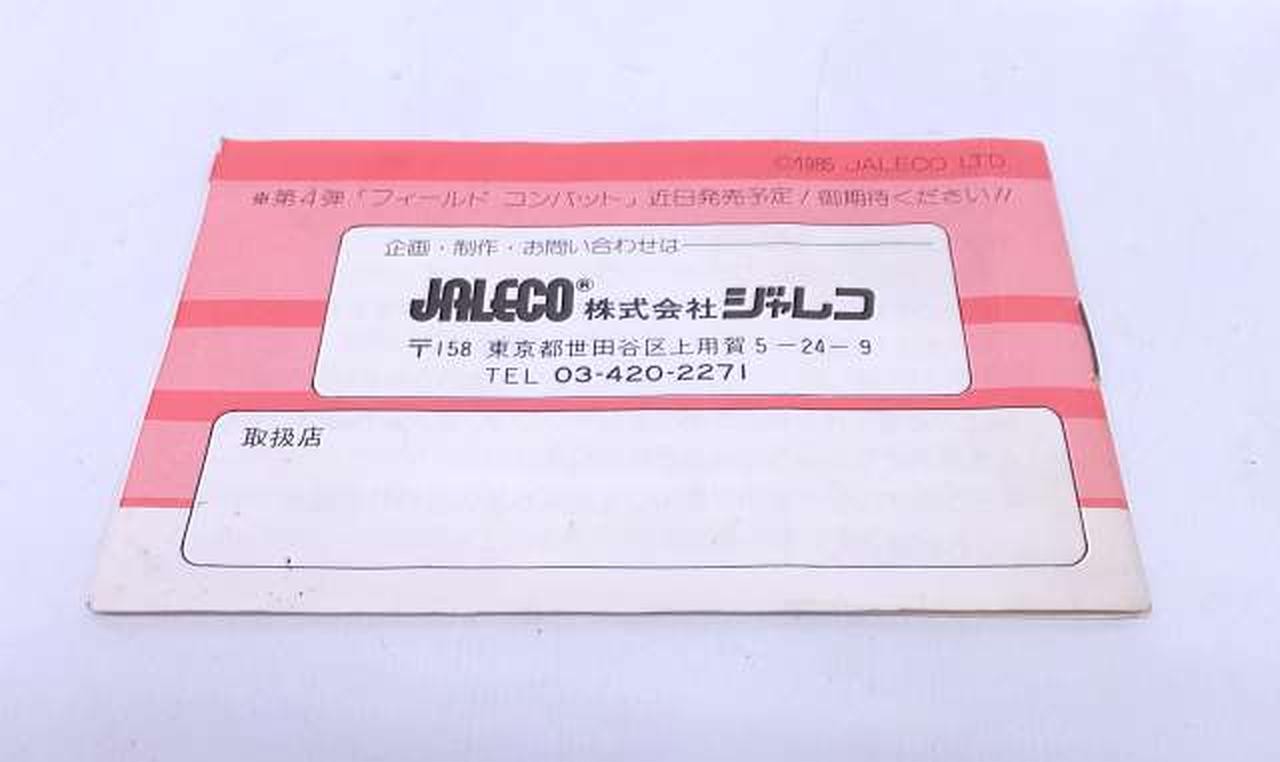 ©1985 JALECO LTD.
※第4弾「フィールド コンバット」近日発売予定！御期待ください!!
企画・制作・お問い合わせは
JALECO® 株式会社ジャレコ
〒158 東京都世田谷区上用賀5-24-9
TEL 03-420-2271
取扱店